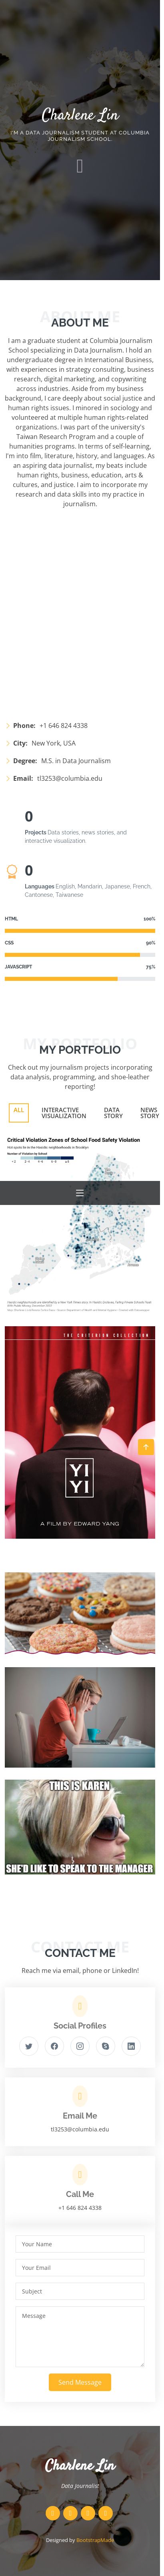 Charlene Lin
I'M A DATA JOURNALISM STUDENT AT COLUMBIA
JOURNALISM SCHOOL.
ABOUT ME
ABOUT ME
I am a graduate student at Columbia Journalism
School specializing in Data Journalism. I hold an
undergraduate degree in International Business,
with experiences in strategy consulting, business
research, digital marketing, and copywriting
across industries. Aside from my business
background, I care deeply about social justice and
human rights issues. I minored in sociology and
volunteered multiple human rights-related
organizations. I was part of the university's
Taiwan Research Program and a couple of
humanities programs. In terms of self-learning,
I'm into film, literature, history, and languages. As
an aspiring data journalist, my beats include
human rights, business, education, arts &
cultures, and justice. I aim to incorporate my
research and data skills into my practice in
journalism.
Phone: +1 646 824 4338
City: New York, USA
Degree: M.S. in Data Journalism
Email: tl3253@columbia.edu
0
Projects Data stories, news stories, and
interactive visualization.
0
Languages English, Mandarin, Japanese, French,
Cantonese, Taiwanese
HTML 100%
CSS 90%
JAVASCRIPT 75%
MY PORTFOLIO
MY PORTFOLIO
Check out my journalism projects incorporating
data analysis, programming, and shoe-leather
reporting!
ALL
INTERACTIVE
VISUALIZATION
DATA
STORY
NEWS
STORY
Critical Violation Zones of School Food Safety Violation
Number of Violation by School
THE CRITERION COLLECTION
YI
YI
A FILM BY EDWARD YANG
THIS IS KAREN
SHE'D LIKE TO SPEAK TO THE MANAGER
CONTACT ME
CONTACT ME
Reach me via email, phone or LinkedIn!
Social Profiles
Email Me
tl3253@columbia.edu
Call Me
+1 646 824 4338
Your Name
Your Email
Subject
Message
Send Message
Charlene Lin
Data Journalist
Designed by BootstrapMade